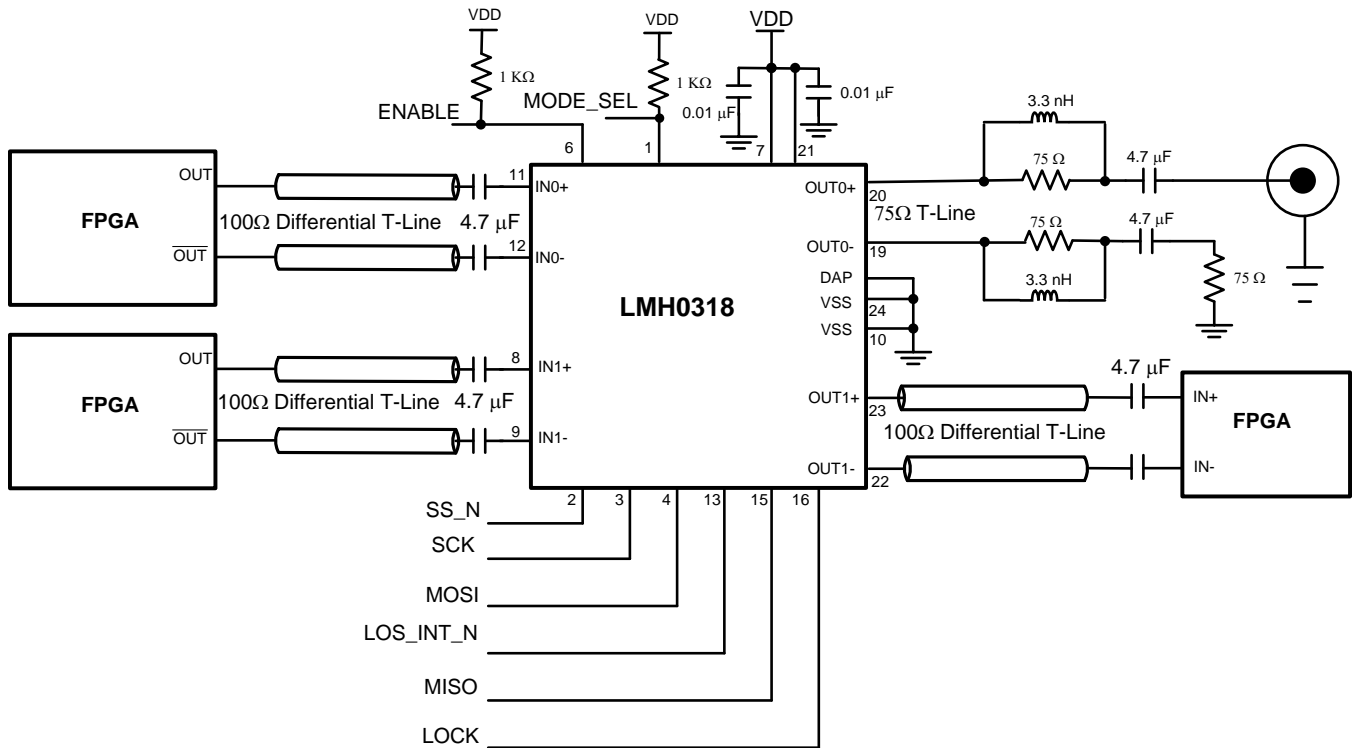 VDD
VDD
VDD
1 KΩ
1 KΩ
0.01 μF
0.01 μF
ENABLE
MODE_SEL
6
1
7
21
3.3 nH
75 Ω
4.7 μF
OUT
FPGA
OUT
11
IN0+
100Ω Differential T-Line
4.7 μF
12
IN0-
OUT0+
20
75Ω T-Line
OUT0-
19
75 Ω
4.7 μF
3.3 nH
75 Ω
DAP
VSS
24
VSS
10
LMH0318
OUT
FPGA
OUT
8
IN1+
100Ω Differential T-Line
4.7 μF
9
IN1-
OUT1+
23
100Ω Differential T-Line
OUT1-
22
4.7 μF
IN+
FPGA
IN-
2
3
4
13
15
16
SS_N
SCK
MOSI
LOS_INT_N
MISO
LOCK